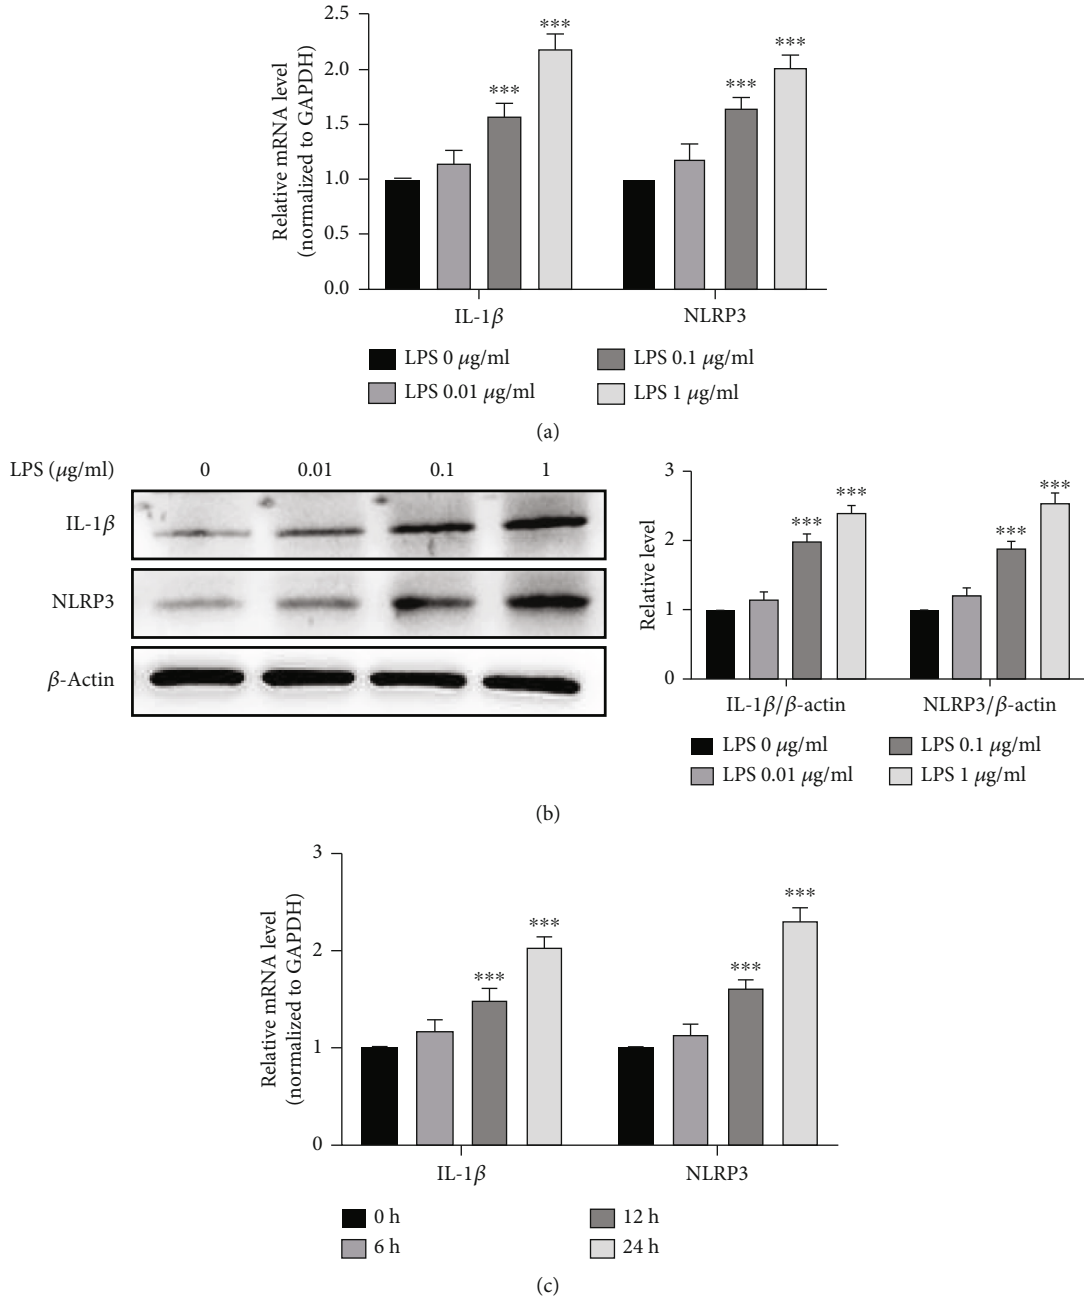 Relative mRNA level
(normalized to GAPDH)
2.5
2.0
1.5
1.0
0.5
0.0
***
***
***
***
IL-1β
NLRP3
LPS 0 μg/ml
LPS 0.1 μg/ml
LPS 0.01 μg/ml
LPS 1 μg/ml
(a)
LPS (μg/ml)
0
0.01
0.1
1
IL-1β
NLRP3
β-Actin
Relative level
3
2
1
0
***
***
***
***
IL-1β/β-actin
NLRP3/β-actin
LPS 0 μg/ml
LPS 0.1 μg/ml
LPS 0.01 μg/ml
LPS 1 μg/ml
(b)
Relative mRNA level
(normalized to GAPDH)
3
2
1
0
***
***
***
***
IL-1β
NLRP3
0 h
12 h
6 h
24 h
(c)